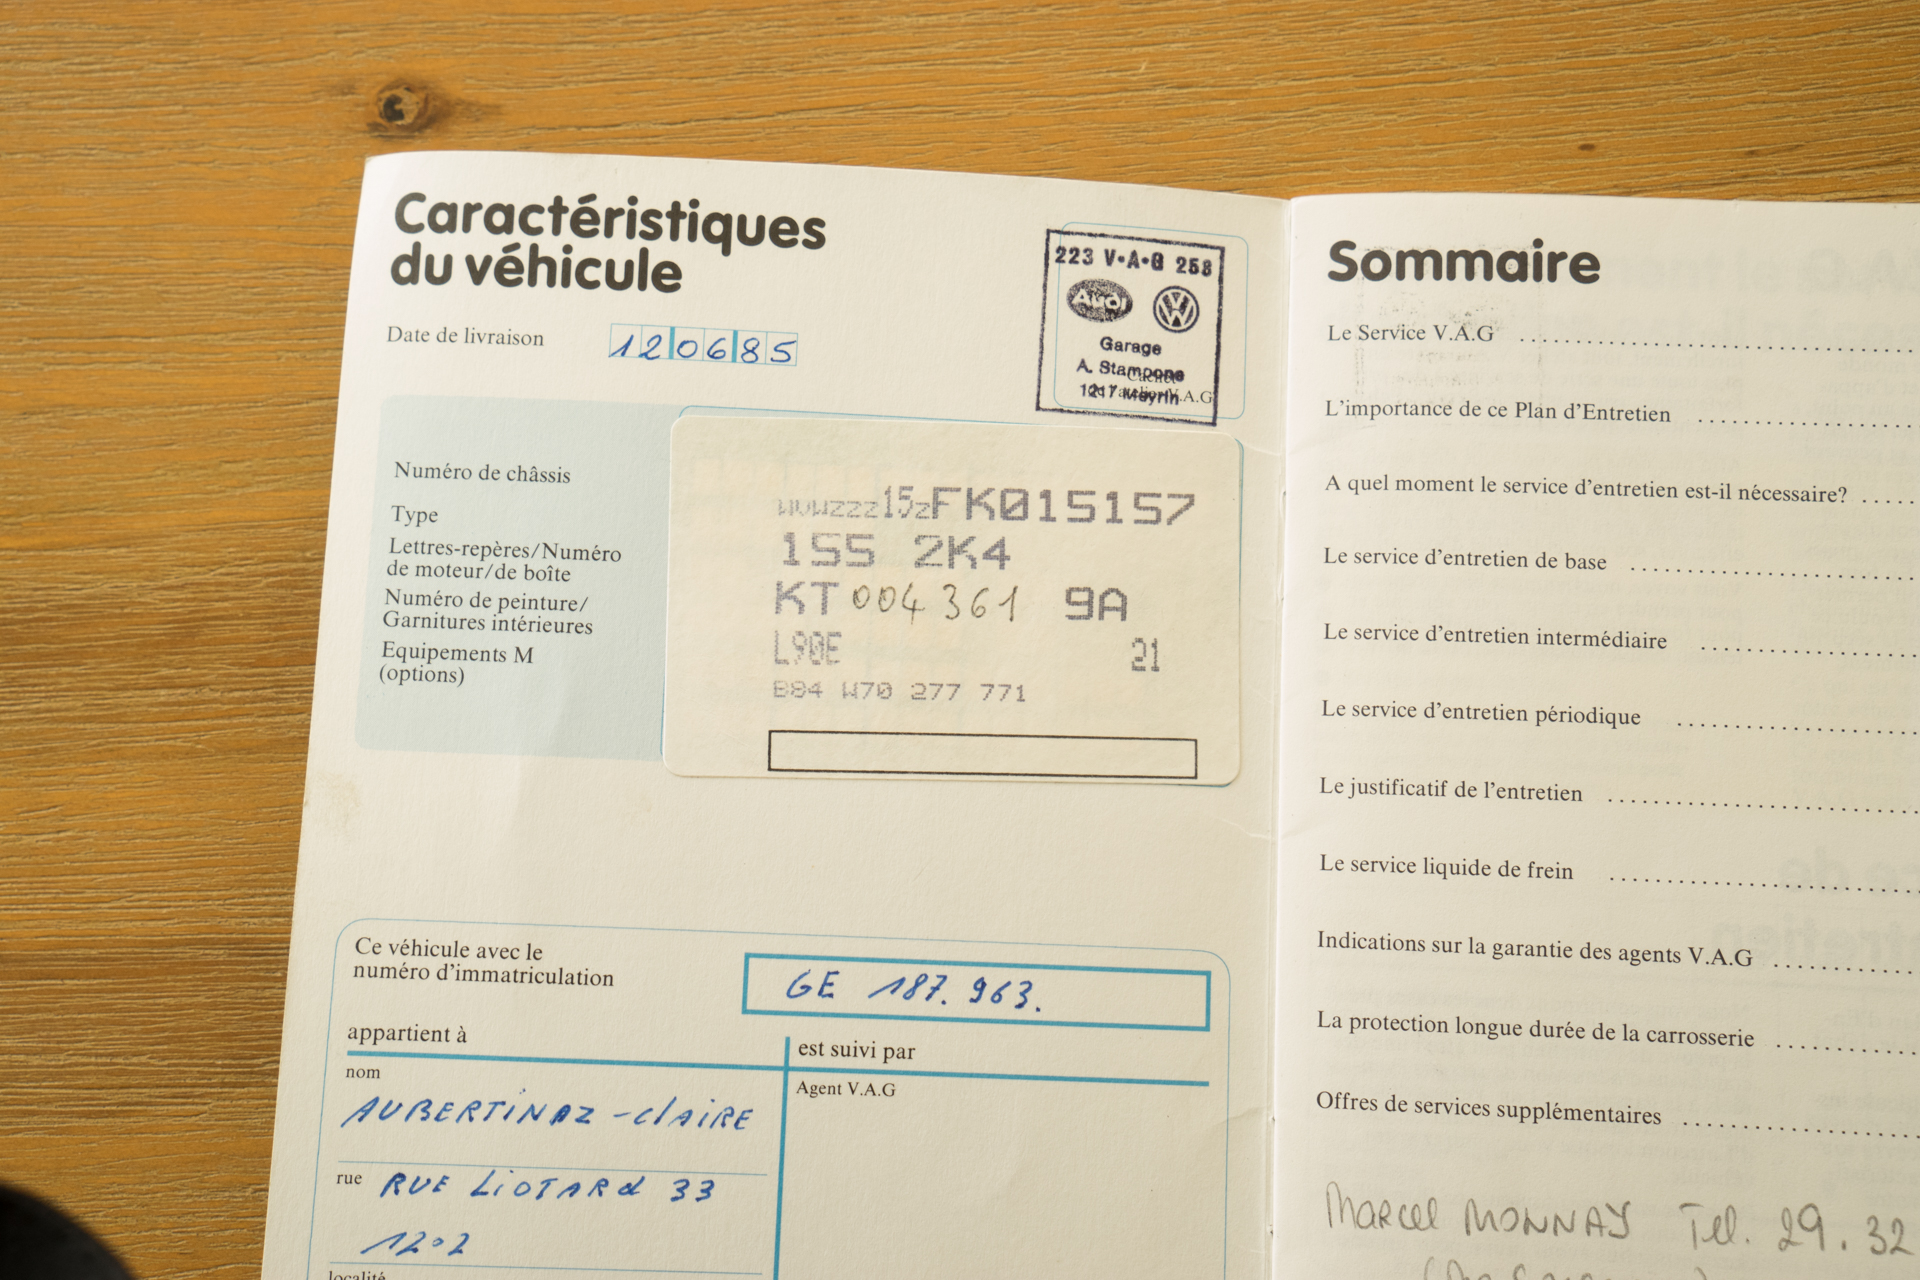 Caractéristiques
du véhicule
Date de livraison 120685
223 V·A·G 258
Audi
VW
Garage
A. Stampone
1217 Meyrin
Numéro de châssis
WVWZZZ15ZFK015157
Type
1S5 2K4
Lettres-repères/Numéro
de moteur/de boîte
KT 004361 9A
Numéro de peinture/
Garnitures intérieures
L90E 21
Equipements M
(options)
B84 W70 277 771
Ce véhicule avec le
numéro d'immatriculation
GE 187.963.
appartient à
est suivi par
nom
Agent V.A.G
AUBERTINAZ - ClAIRE
rue RUE LIOTARd 33
1202
localité
Sommaire
Le Service V.A.G
L'importance de ce Plan d'Entretien
A quel moment le service d'entretien est-il nécessaire?
Le service d'entretien de base
Le service d'entretien intermédiaire
Le service d'entretien périodique
Le justificatif de l'entretien
Le service liquide de frein
Indications sur la garantie des agents V.A.G
La protection longue durée de la carrosserie
Offres de services supplémentaires
Marcel MONNAY Tel. 29.32